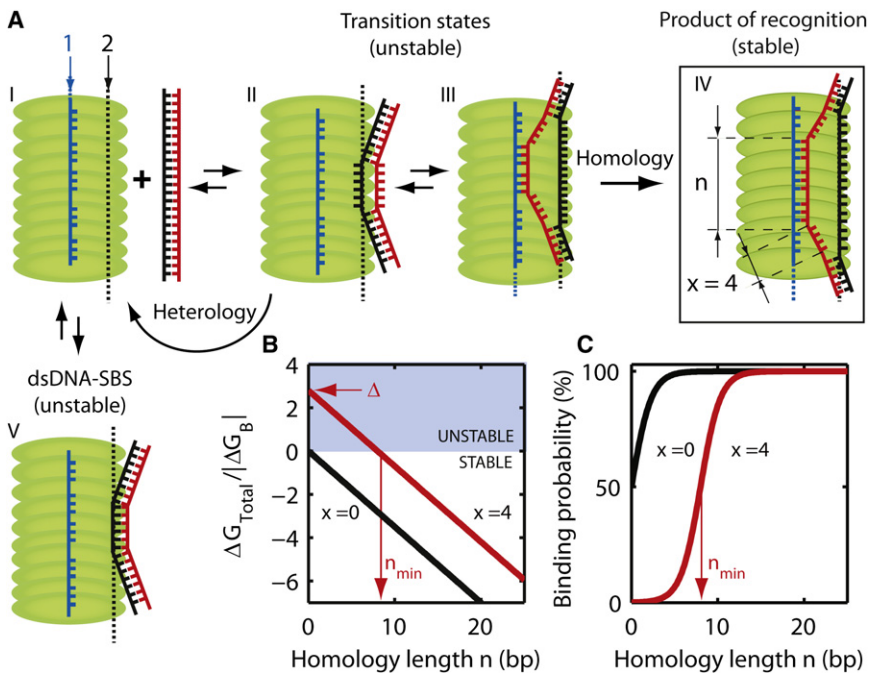 A
Transition states
(unstable)
Product of recognition
(stable)
1
2
I
II
III
IV
+
Homology
n
x = 4
Heterology
dsDNA-SBS
(unstable)
V
B
4
2
0
−2
−4
−6
Δ
UNSTABLE
STABLE
x =0
x =4
n_min
0
10
20
ΔG_Total/|ΔG_B|
Homology length n (bp)
C
100
50
0
x =0
x =4
n_min
0
10
20
Binding probability (%)
Homology length n (bp)